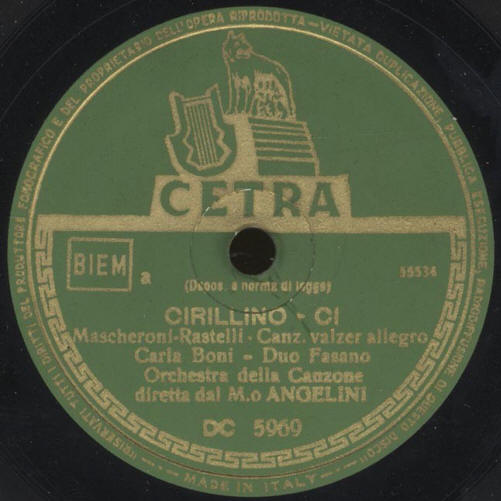 (RISERVATI TUTTI I DIRITTI DEL PRODUTTORE FONOGRAFICO E DEL PROPRIETARIO DELL'OPERA RIPRODOTTA - VIETATA DUPLICAZIONE, PUBBLICA ESECUZIONE, RADIODIFFUSIONE, DI QUESTO DISCO)
CETRA
BIEM
a
(Depos. a norma di legge)
55534
CIRILLINO - CI
Mascheroni-Rastelli - Canz. valzer allegro
Carla Boni - Duo Fasano
Orchestra della Canzone
diretta dal M.o ANGELINI
DC 5969
MADE IN ITALY